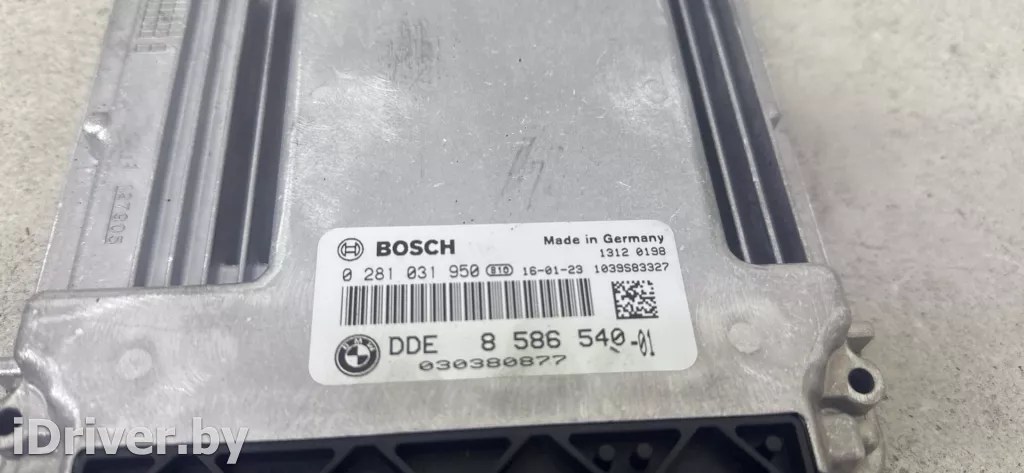 BOSCH
Made in Germany
1312 0198
0 281 031 950 B10 16-01-23 1039S83327
DDE 8 586 540-01
030380877
iDriver.by